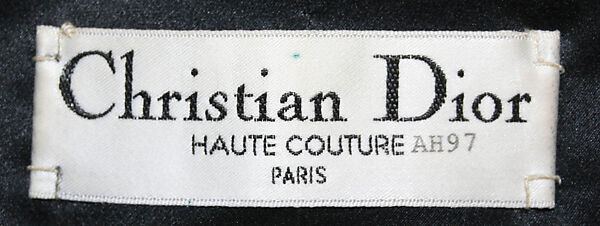 Christian Dior
HAUTE COUTURE AH97
PARIS